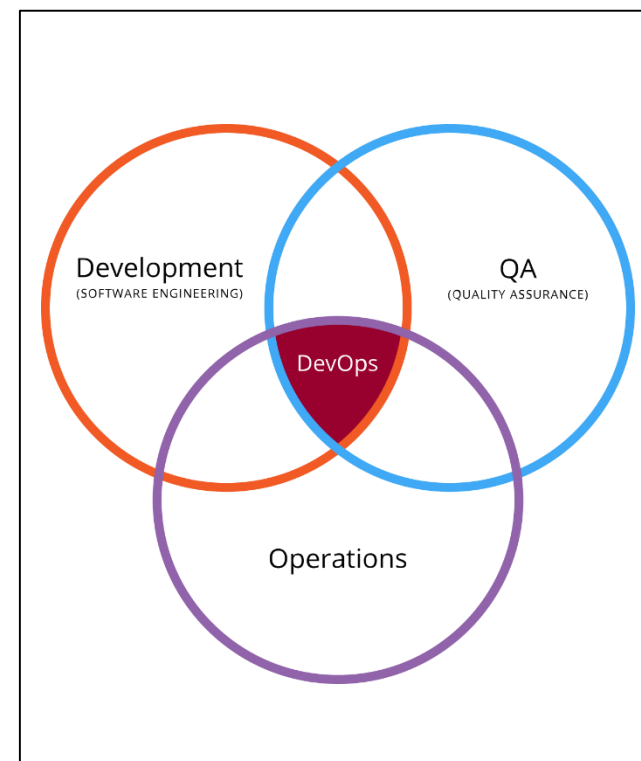 Development
(SOFTWARE ENGINEERING)
QA
(QUALITY ASSURANCE)
DevOps
Operations